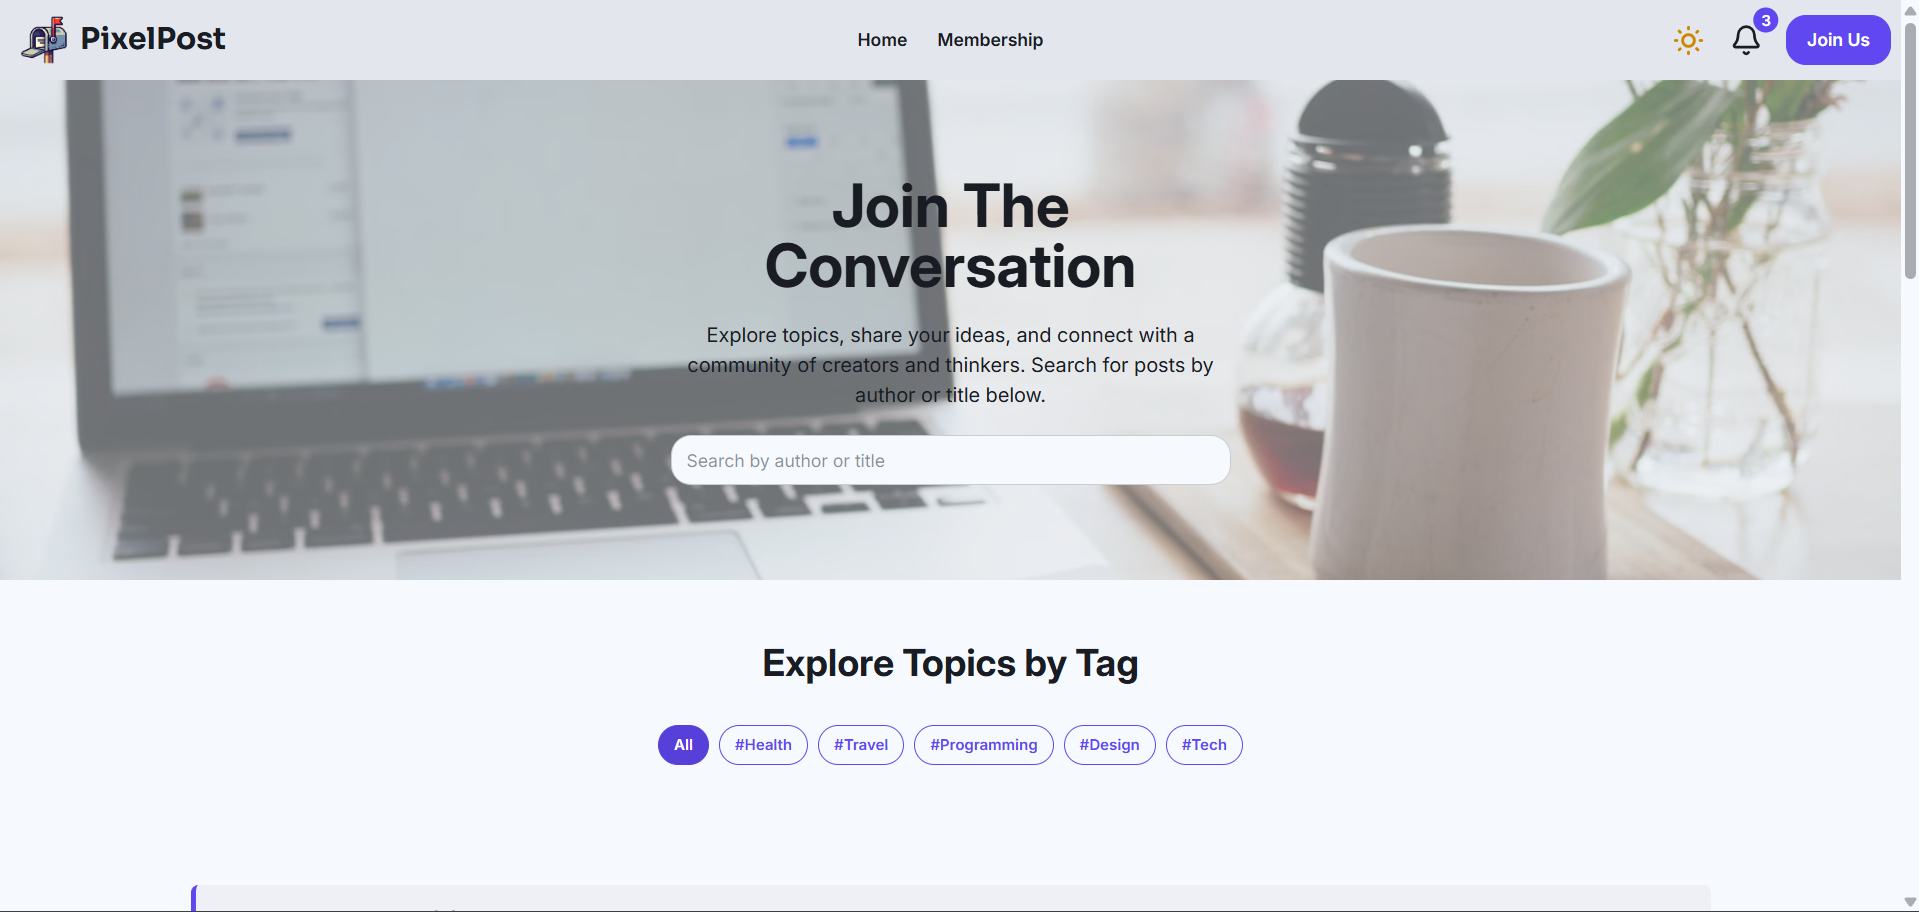 PixelPost
Home
Membership
3
Join Us
Join The
Conversation
Explore topics, share your ideas, and connect with a
community of creators and thinkers. Search for posts by
author or title below.
Search by author or title
Explore Topics by Tag
All
#Health
#Travel
#Programming
#Design
#Tech